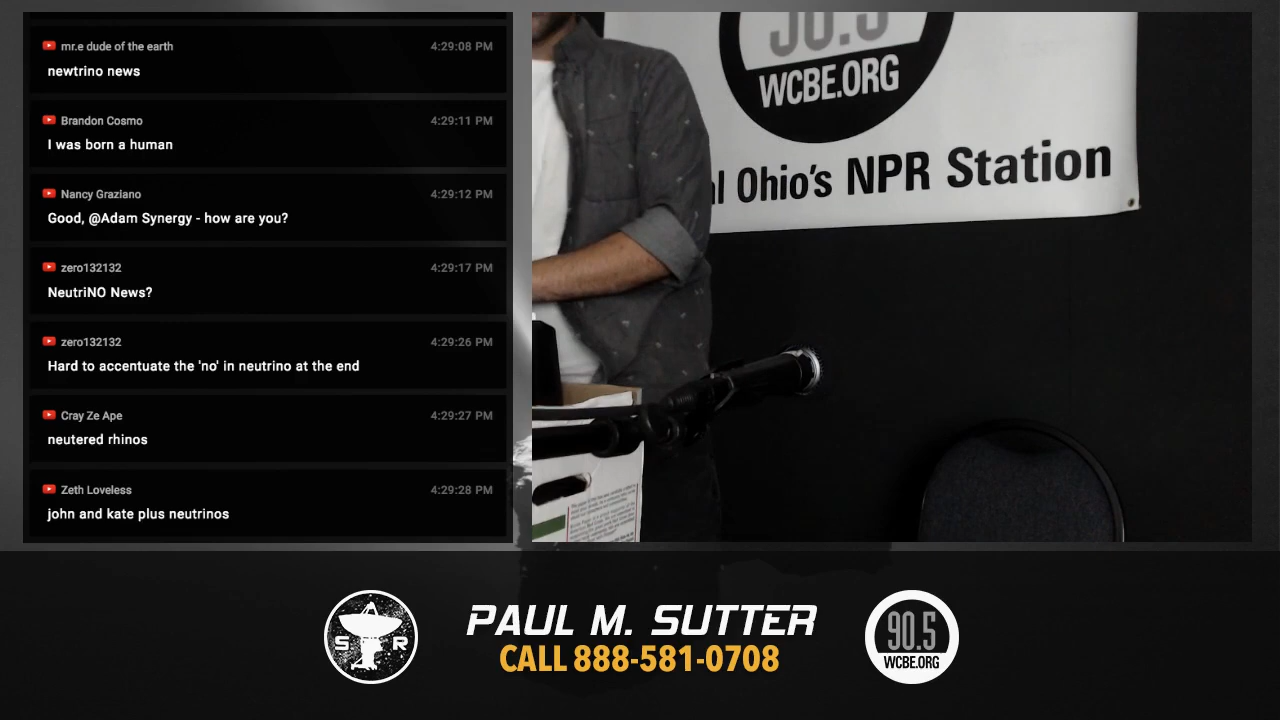 mr.e dude of the earth 4:29:08 PM
newtrino news
Brandon Cosmo 4:29:11 PM
I was born a human
Nancy Graziano 4:29:12 PM
Good, @Adam Synergy - how are you?
zero132132 4:29:17 PM
NeutriNO News?
zero132132 4:29:26 PM
Hard to accentuate the 'no' in neutrino at the end
Cray Ze Ape 4:29:27 PM
neutered rhinos
Zeth Loveless 4:29:28 PM
john and kate plus neutrinos
90.5
WCBE.ORG
al Ohio's NPR Station
S R
PAUL M. SUTTER
CALL 888-581-0708
90.5
WCBE.ORG